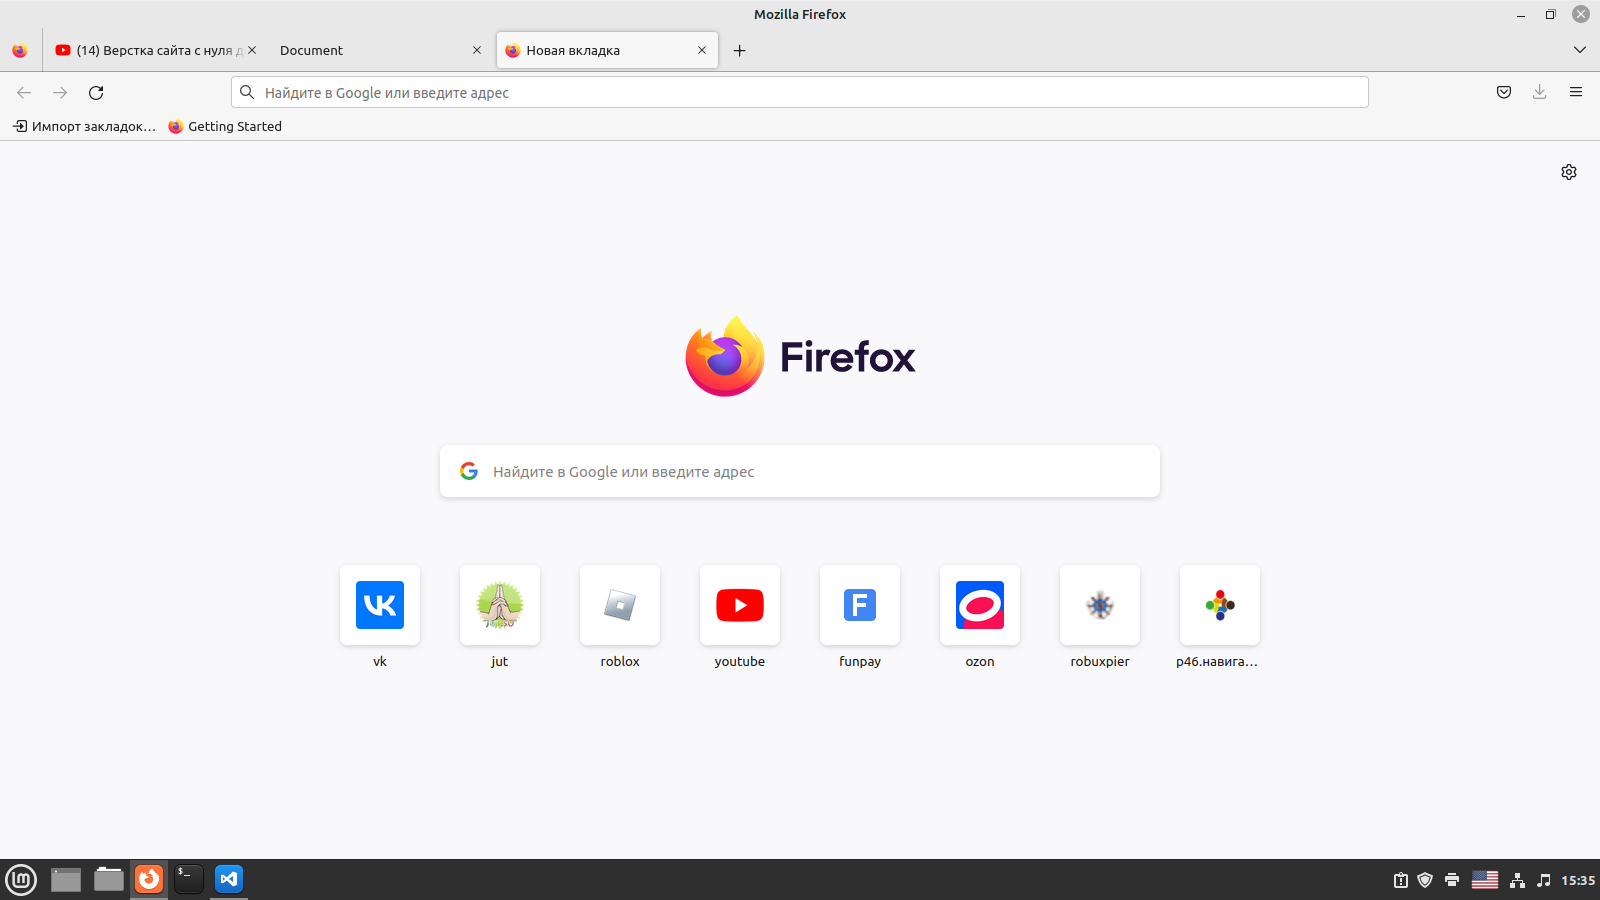 Mozilla Firefox
(14) Верстка сайта с нуля д
Document
Новая вкладка
Найдите в Google или введите адрес
Импорт закладок…
Getting Started
Firefox
Найдите в Google или введите адрес
vk
jut
roblox
youtube
funpay
ozon
robuxpier
р46.навига…
15:35